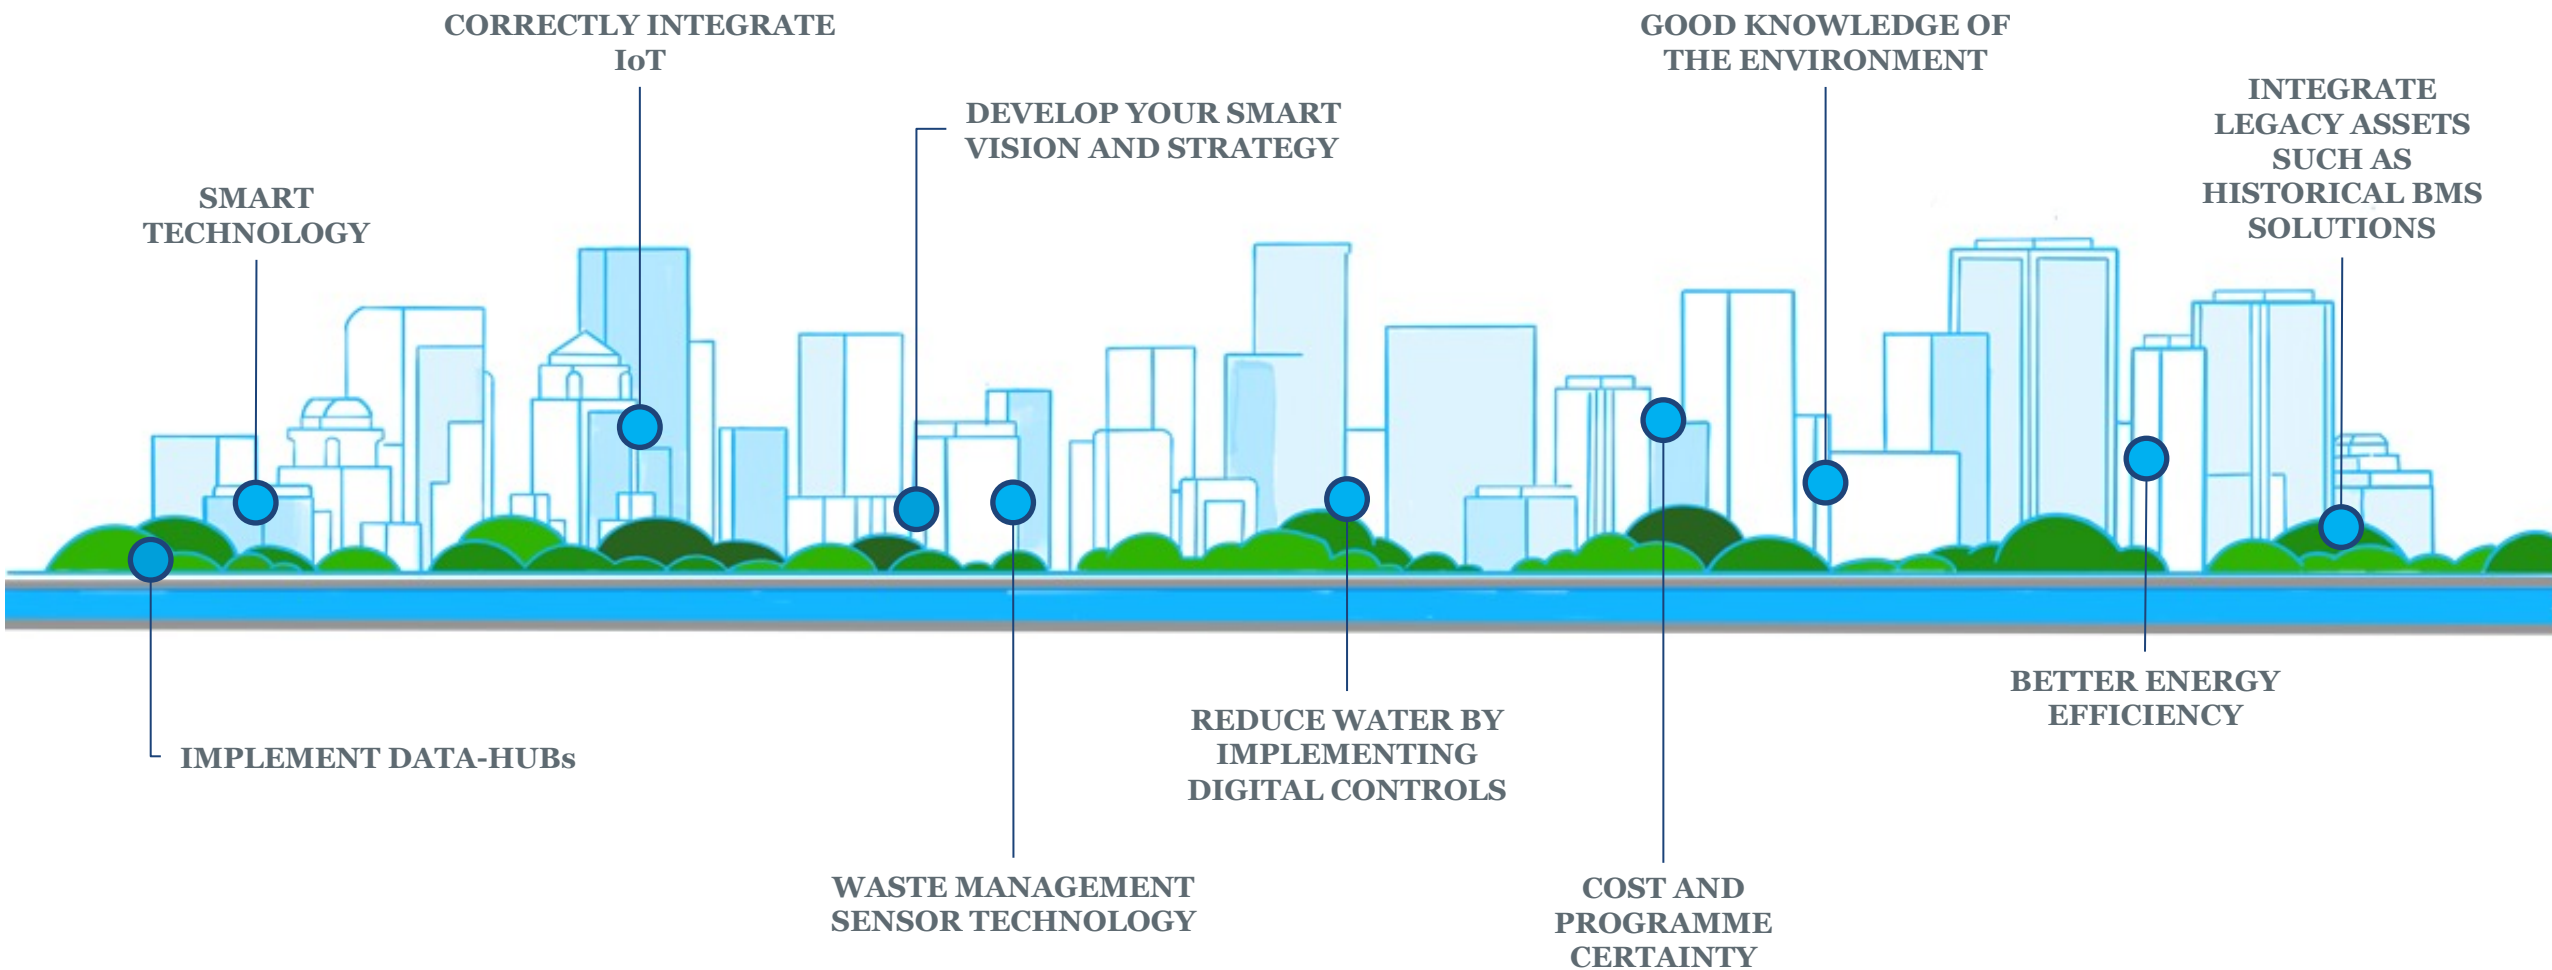 CORRECTLY INTEGRATE
IoT
GOOD KNOWLEDGE OF
THE ENVIRONMENT
INTEGRATE
LEGACY ASSETS
SUCH AS
HISTORICAL BMS
SOLUTIONS
DEVELOP YOUR SMART
VISION AND STRATEGY
SMART
TECHNOLOGY
BETTER ENERGY
EFFICIENCY
REDUCE WATER BY
IMPLEMENTING
DIGITAL CONTROLS
IMPLEMENT DATA-HUBs
WASTE MANAGEMENT
SENSOR TECHNOLOGY
COST AND
PROGRAMME
CERTAINTY